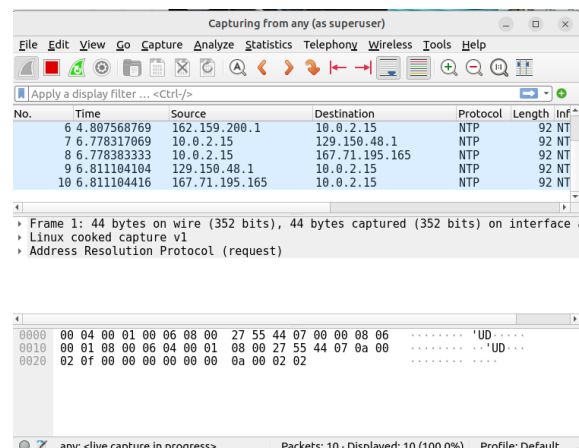 Capturing from any (as superuser)
File Edit View Go Capture Analyze Statistics Telephony Wireless Tools Help
Apply a display filter ... <Ctrl-/>
No. Time Source Destination Protocol Length Inf
6 4.807568769 162.159.200.1 10.0.2.15 NTP 92 NT
7 6.778317069 10.0.2.15 129.150.48.1 NTP 92 NT
8 6.778383333 10.0.2.15 167.71.195.165 NTP 92 NT
9 6.811104104 129.150.48.1 10.0.2.15 NTP 92 NT
10 6.811104416 167.71.195.165 10.0.2.15 NTP 92 NT
Frame 1: 44 bytes on wire (352 bits), 44 bytes captured (352 bits) on interface a
Linux cooked capture v1
Address Resolution Protocol (request)
0000 00 04 00 01 00 06 08 00 27 55 44 07 00 00 08 06 ········ 'UD·····
0010 00 01 08 00 06 04 00 01 08 00 27 55 44 07 0a 00 ········ ··'UD···
0020 02 0f 00 00 00 00 00 00 0a 00 02 02 ········ ····
any: <live capture in progress> Packets: 10 · Displayed: 10 (100.0%) Profile: Default